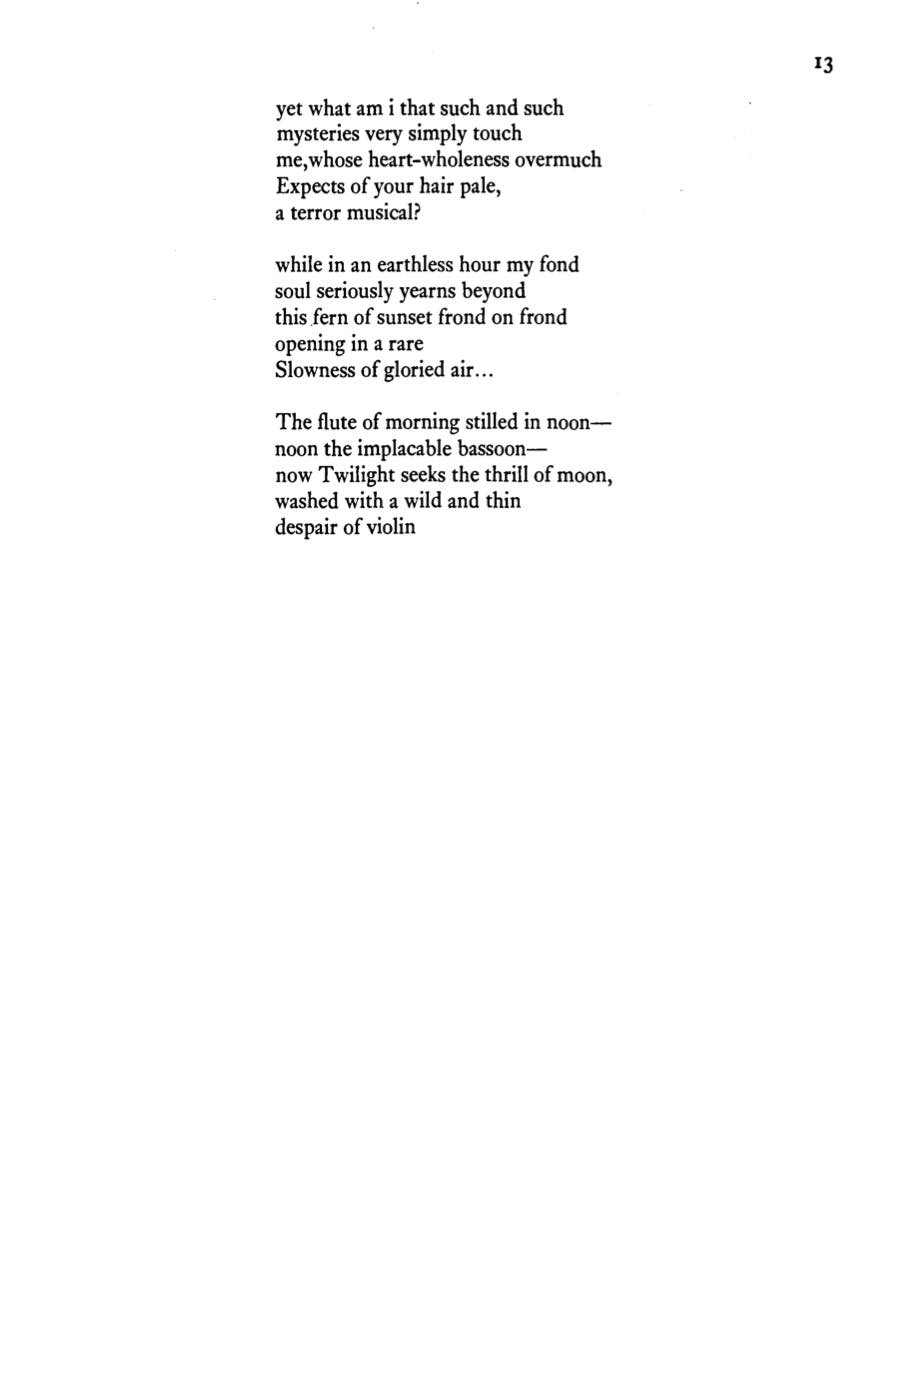 13
yet what am i that such and such
mysteries very simply touch
me,whose heart-wholeness overmuch
Expects of your hair pale,
a terror musical?
while in an earthless hour my fond
soul seriously yearns beyond
this fern of sunset frond on frond
opening in a rare
Slowness of gloried air...
The flute of morning stilled in noon—
noon the implacable bassoon—
now Twilight seeks the thrill of moon,
washed with a wild and thin
despair of violin